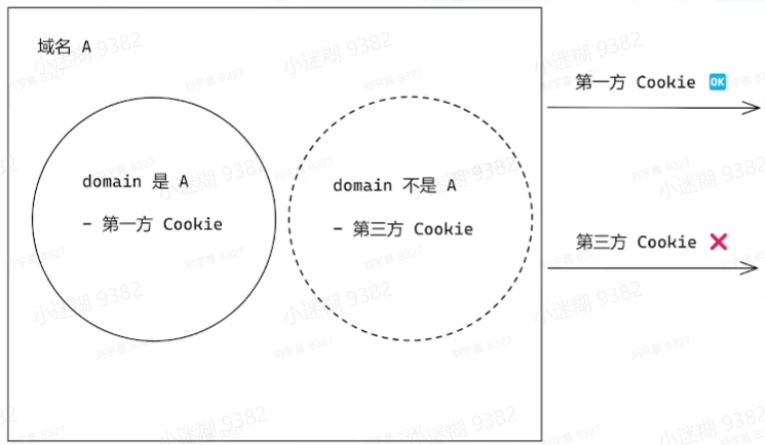 域名 A
domain 是 A
- 第一方 Cookie
domain 不是 A
- 第三方 Cookie
第一方 Cookie 🆗
第三方 Cookie ❌
小迷糊 9382